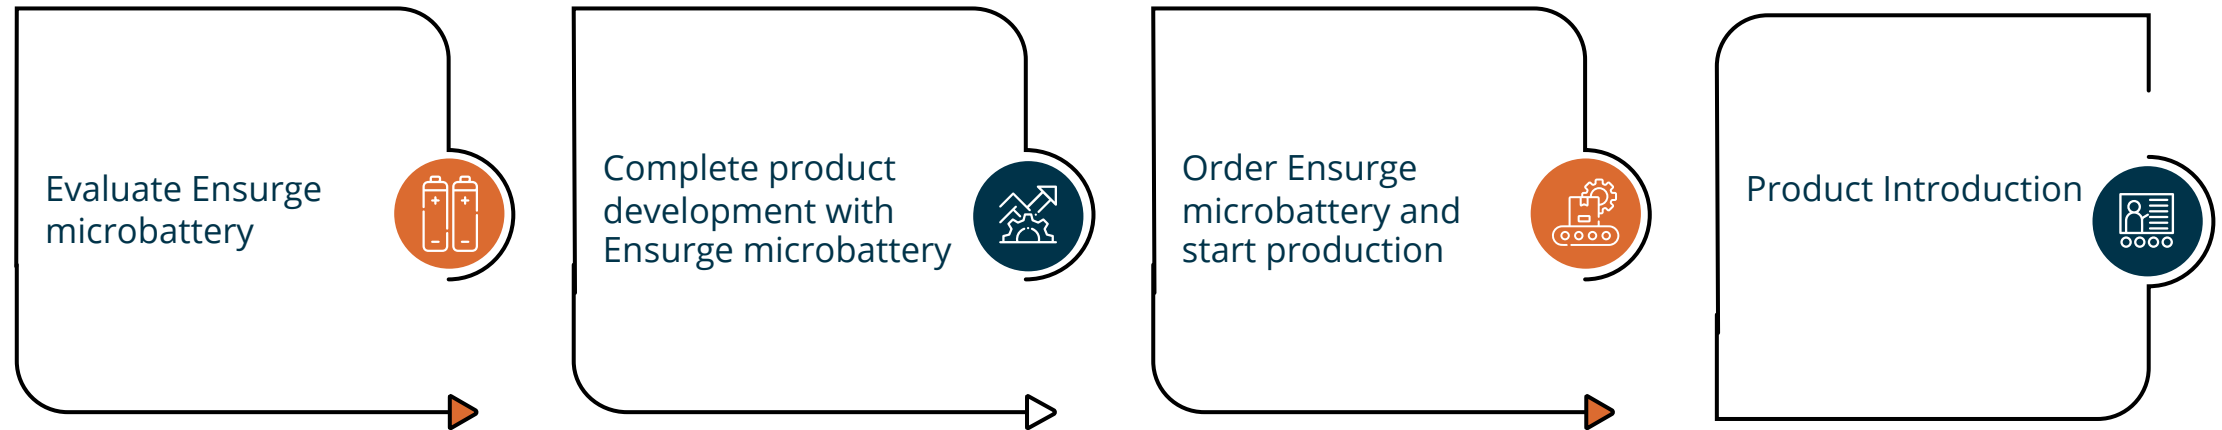 Evaluate Ensurge
microbattery
Complete product
development with
Ensurge microbattery
Order Ensurge
microbattery and
start production
Product Introduction